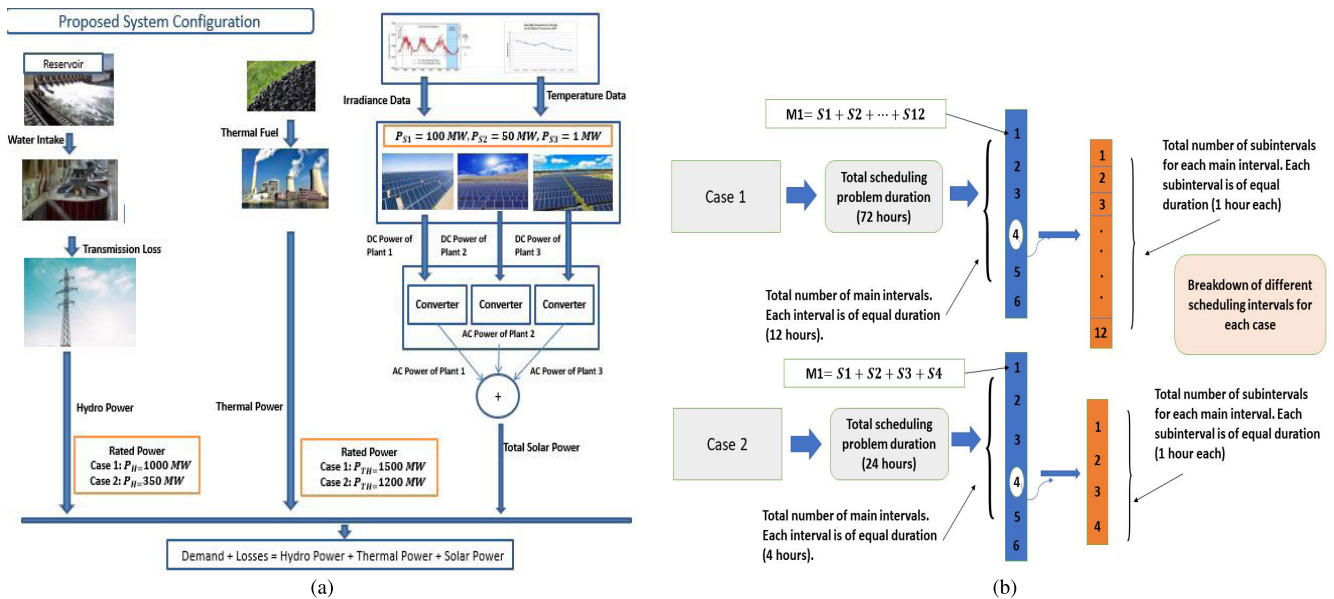 Proposed System Configuration
Reservoir
Water Intake
Transmission Loss
Hydro Power
Rated Power
Case 1: P_H=1000 MW
Case 2: P_H=350 MW
Thermal Fuel
Thermal Power
Rated Power
Case 1: P_TH=1500 MW
Case 2: P_TH=1200 MW
Irradiance Data
Temperature Data
P_S1 = 100 MW, P_S2 = 50 MW, P_S3 = 1 MW
DC Power of
Plant 1
DC Power of
Plant 2
DC Power of
Plant 3
Converter
Converter
Converter
AC Power of Plant 2
AC Power of Plant 1
AC Power of Plant 3
+
Total Solar Power
Demand + Losses = Hydro Power + Thermal Power + Solar Power
(a)
M1= S1 + S2 + ⋯ + S12
Case 1
Total scheduling
problem duration
(72 hours)
1
2
3
4
5
6
1
2
3
.
.
.
.
12
Total number of subintervals
for each main interval. Each
subinterval is of equal
duration (1 hour each)
Total number of main intervals.
Each interval is of equal duration
(12 hours).
Breakdown of different
scheduling intervals for
each case
M1= S1 + S2 + S3 + S4
Case 2
Total scheduling
problem duration
(24 hours)
1
2
3
4
5
6
1
2
3
4
Total number of subintervals
for each main interval. Each
subinterval is of equal duration
(1 hour each)
Total number of main intervals.
Each interval is of equal duration
(4 hours).
(b)